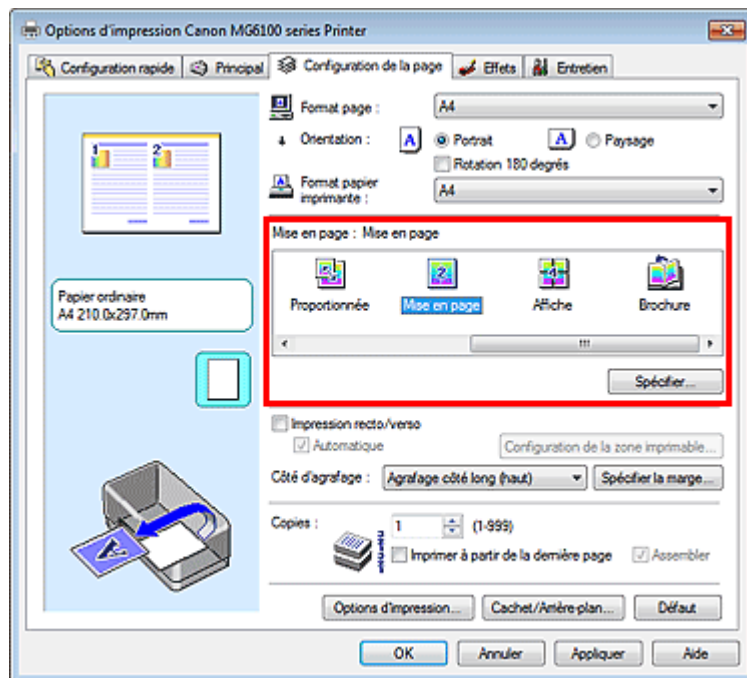 Options d'impression Canon MG6100 series Printer
Configuration rapide Principal Configuration de la page Effets Entretien
Format page : A4
Orientation : A Portrait A Paysage
Rotation 180 degrés
Format papier
imprimante : A4
1 2
Mise en page : Mise en page
2 4
Proportionnée Mise en page Affiche Brochure
Papier ordinaire
A4 210.0x297.0mm
Spécifier...
Impression recto/verso
Automatique Configuration de la zone imprimable...
Côté d'agrafage : Agrafage côté long (haut) Spécifier la marge...
Copies : 1 (1-999)
Imprimer à partir de la dernière page Assembler
Options d'impression... Cachet/Arrière-plan... Défaut
OK Annuler Appliquer Aide